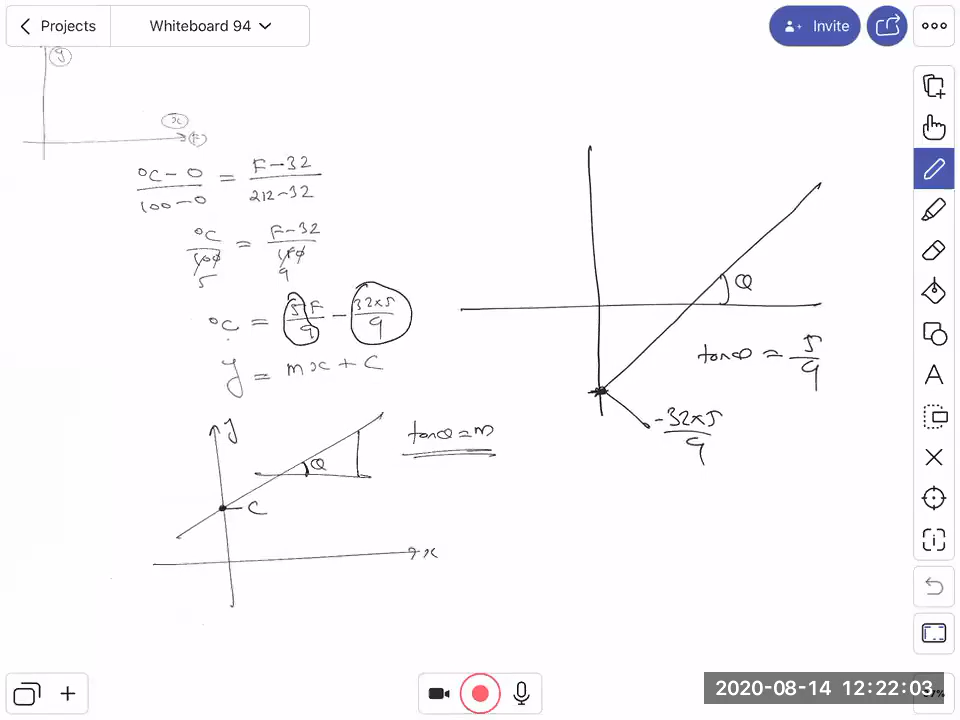 Projects
Whiteboard 94
Invite
y
x
(F)
°C - 0 / 100 - 0 = F - 32 / 212 - 32
°C / 100 5 = F - 32 / 180 9
°C = 5F / 9 - 32×5 / 9
y = mx + C
y
θ
tanθ = m
C
x
θ
tanθ = 5 / 9
-32×5 / 9
A
2020-08-14 12:22:03